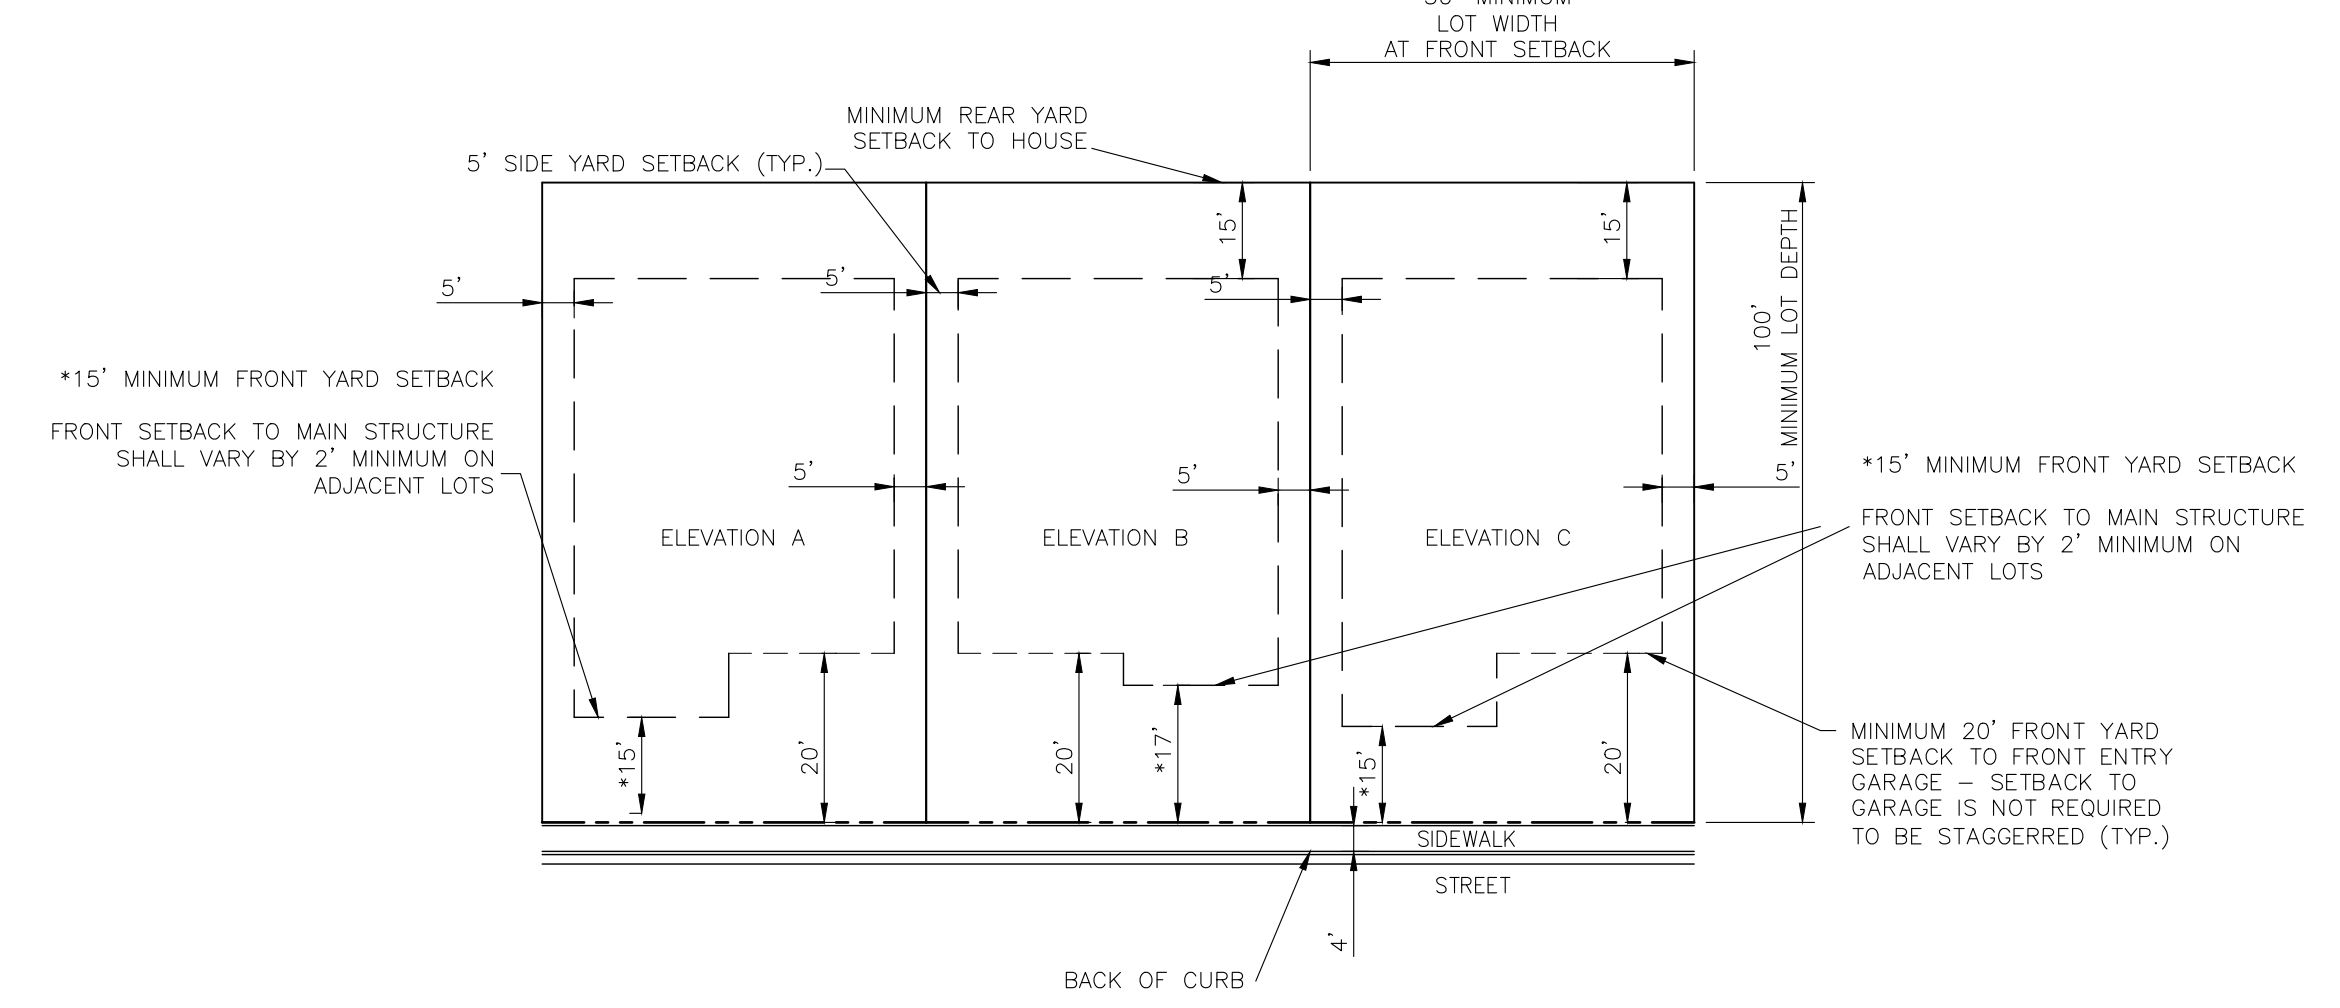 MINIMUM
LOT WIDTH
AT FRONT SETBACK
MINIMUM REAR YARD
SETBACK TO HOUSE
5' SIDE YARD SETBACK (TYP.)
15'
15'
5'
5'
5'
100'
MINIMUM LOT DEPTH
*15' MINIMUM FRONT YARD SETBACK
FRONT SETBACK TO MAIN STRUCTURE
SHALL VARY BY 2' MINIMUM ON
ADJACENT LOTS
5'
5'
5'
*15' MINIMUM FRONT YARD SETBACK
FRONT SETBACK TO MAIN STRUCTURE
SHALL VARY BY 2' MINIMUM ON
ADJACENT LOTS
ELEVATION A
ELEVATION B
ELEVATION C
*15'
20'
20'
*17'
*15'
20'
MINIMUM 20' FRONT YARD
SETBACK TO FRONT ENTRY
GARAGE – SETBACK TO
GARAGE IS NOT REQUIRED
TO BE STAGGERRED (TYP.)
SIDEWALK
STREET
4'
BACK OF CURB